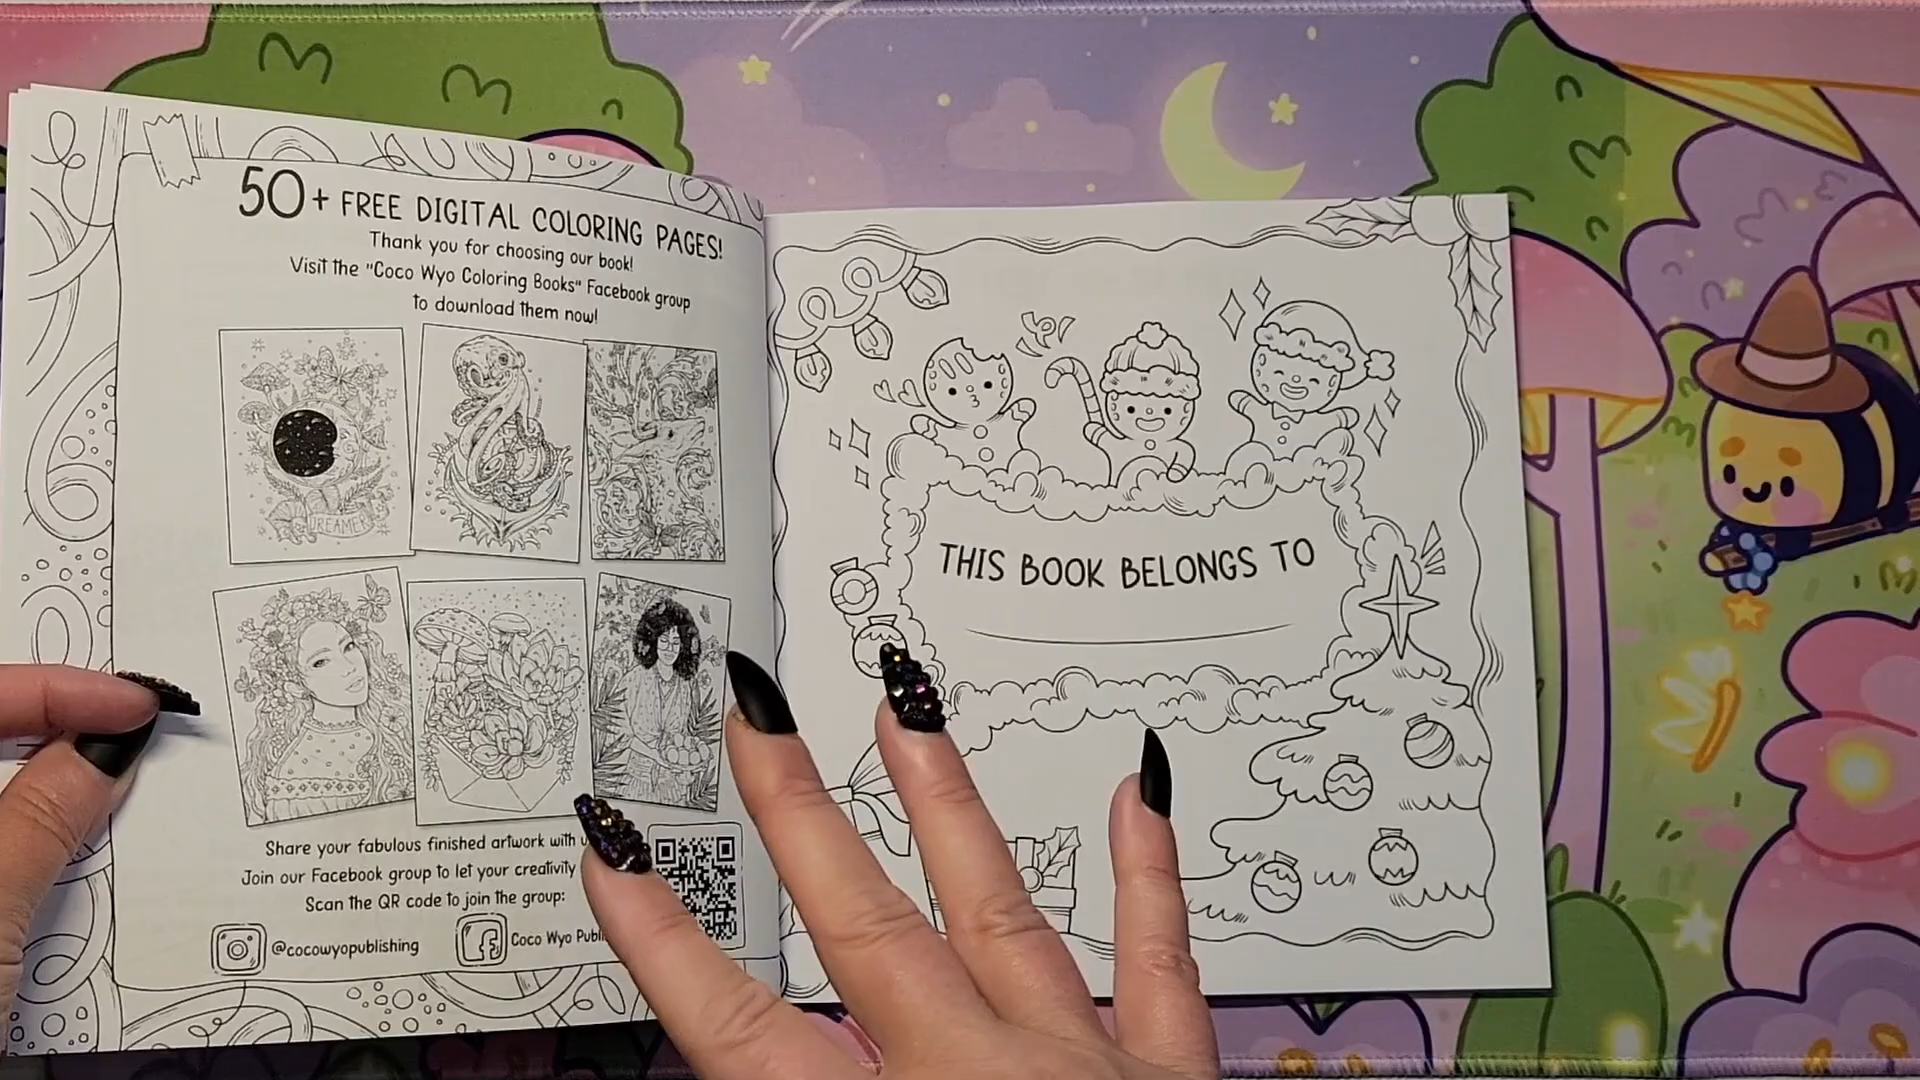 50+ FREE DIGITAL COLORING PAGES!
Thank you for choosing our book!
Visit the "Coco Wyo Coloring Books" Facebook group
to download them now!
DREAMER
Share your fabulous finished artwork with
Join our Facebook group to let your creativity
Scan the QR code to join the group:
@cocowyopublishing
Coco Wyo
THIS BOOK BELONGS TO